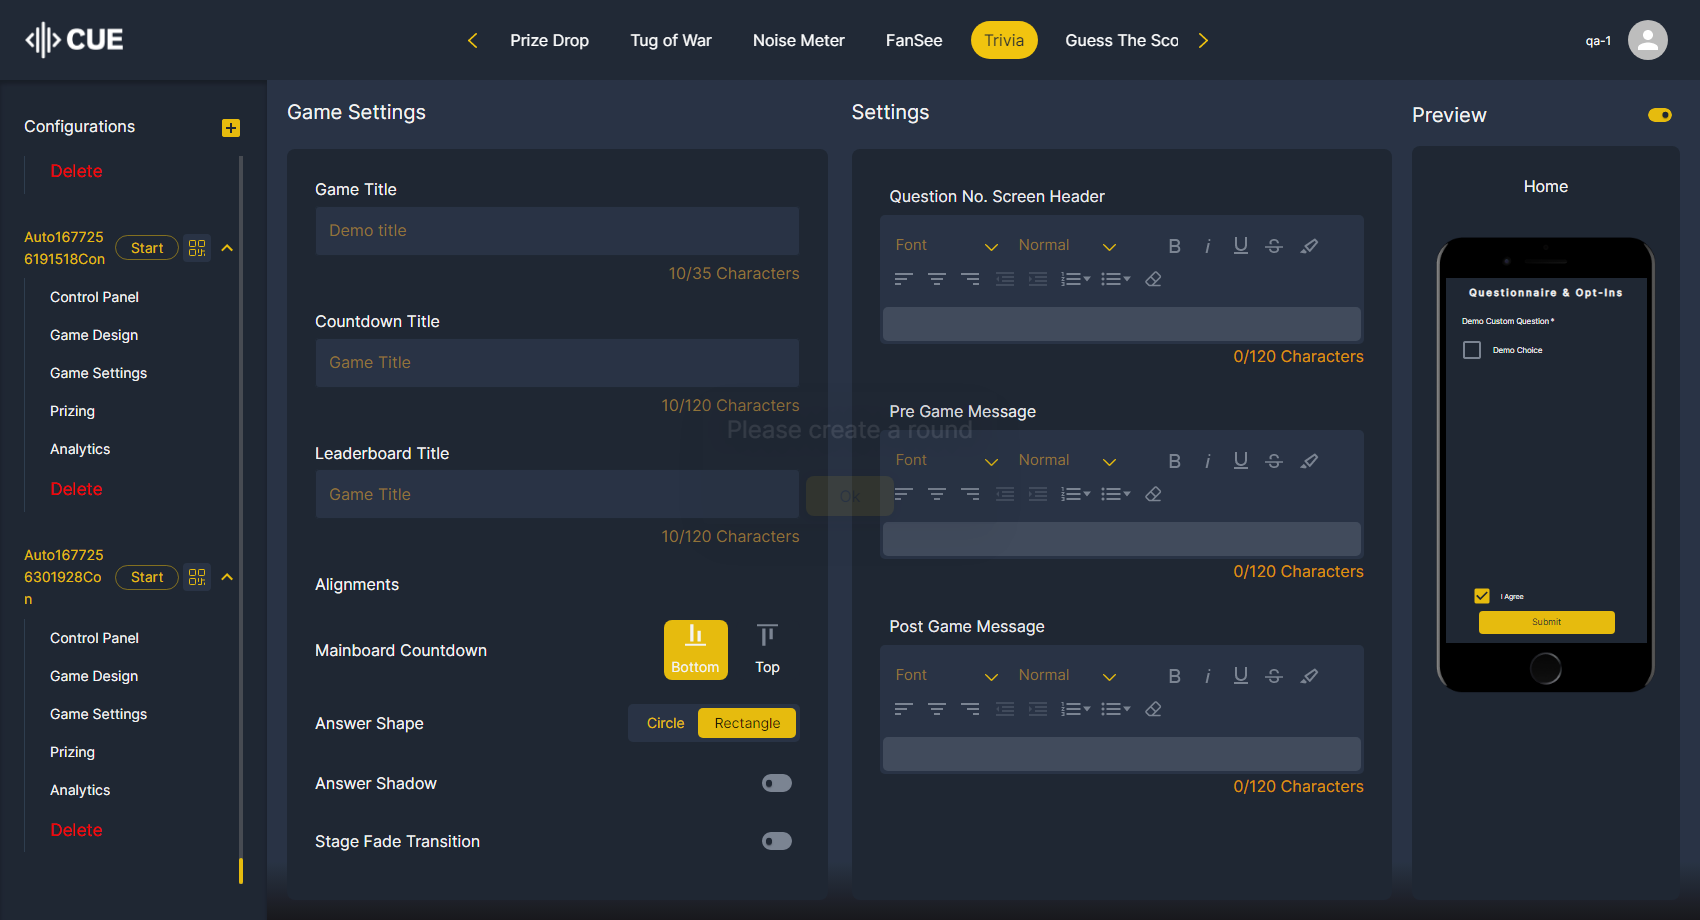 CUE
Prize Drop
Tug of War
Noise Meter
FanSee
Trivia
Guess The Sco
qa-1
Configurations
Delete
Auto167725
6191518Con
Start
Control Panel
Game Design
Game Settings
Prizing
Analytics
Delete
Auto167725
6301928Co
n
Start
Control Panel
Game Design
Game Settings
Prizing
Analytics
Delete
Game Settings
Game Title
Demo title
10/35 Characters
Countdown Title
Game Title
10/120 Characters
Leaderboard Title
Game Title
10/120 Characters
Alignments
Mainboard Countdown
Bottom
Top
Answer Shape
Circle
Rectangle
Answer Shadow
Stage Fade Transition
Please create a round
Ok
Settings
Question No. Screen Header
Font
Normal
0/120 Characters
Pre Game Message
Font
Normal
0/120 Characters
Post Game Message
Font
Normal
0/120 Characters
Preview
Home
Questionnaire & Opt-Ins
Demo Custom Question *
Demo Choice
I Agree
Submit